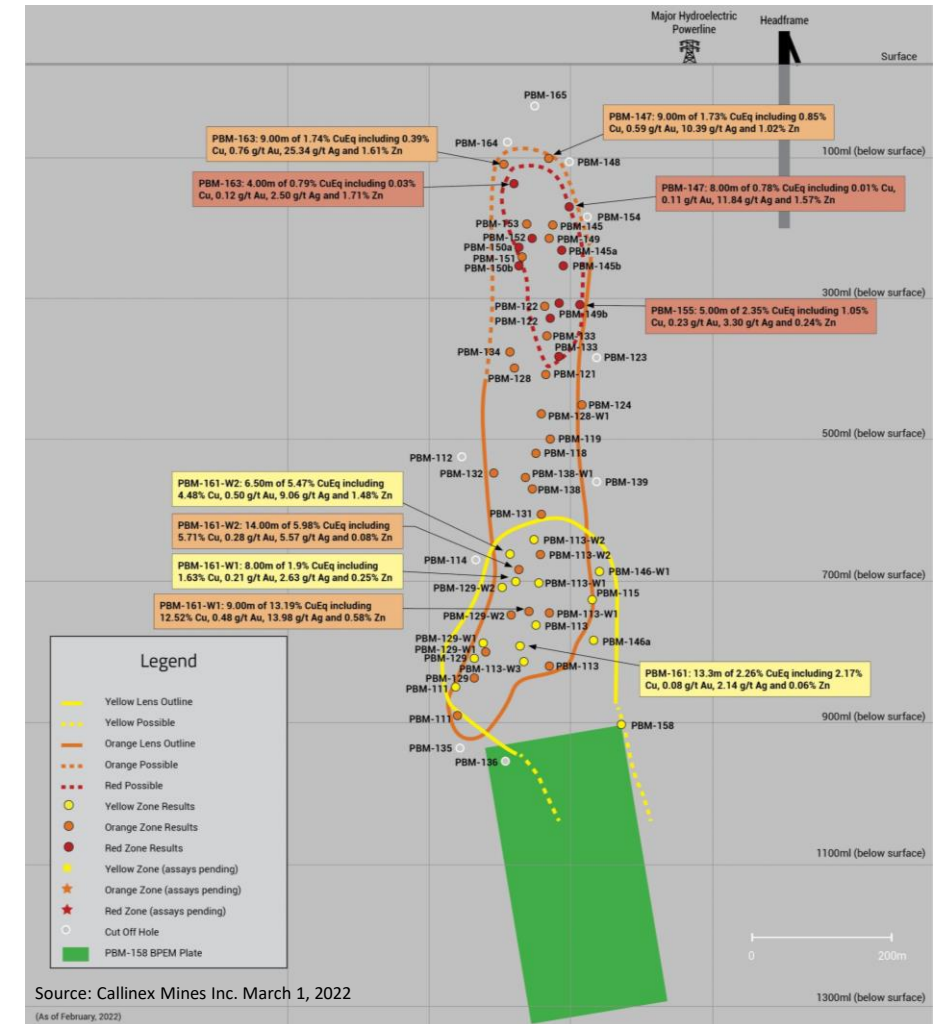 Major Hydroelectric
Powerline
Headframe
Surface
PBM-165
PBM-147: 9.00m of 1.73% CuEq including 0.85%
Cu, 0.59 g/t Au, 10.39 g/t Ag and 1.02% Zn
PBM-163: 9.00m of 1.74% CuEq including 0.39%
Cu, 0.76 g/t Au, 25.34 g/t Ag and 1.61% Zn
PBM-164
PBM-148
100ml (below surface)
PBM-163: 4.00m of 0.79% CuEq including 0.03%
Cu, 0.12 g/t Au, 2.50 g/t Ag and 1.71% Zn
PBM-147: 8.00m of 0.78% CuEq including 0.01% Cu,
0.11 g/t Au, 11.84 g/t Ag and 1.57% Zn
PBM-154
PBM-153
PBM-145
PBM-152
PBM-149
PBM-150a
PBM-145a
PBM-151
PBM-150b
PBM-145b
300ml (below surface)
PBM-122
PBM-149b
PBM-122
PBM-155: 5.00m of 2.35% CuEq including 1.05%
Cu, 0.23 g/t Au, 3.30 g/t Ag and 0.24% Zn
PBM-133
PBM-133
PBM-134
PBM-123
PBM-128
PBM-121
PBM-124
PBM-128-W1
500ml (below surface)
PBM-119
PBM-118
PBM-112
PBM-132
PBM-138-W1
PBM-139
PBM-138
PBM-161-W2: 6.50m of 5.47% CuEq including
4.48% Cu, 0.50 g/t Au, 9.06 g/t Ag and 1.48% Zn
PBM-131
PBM-161-W2: 14.00m of 5.98% CuEq including
5.71% Cu, 0.28 g/t Au, 5.57 g/t Ag and 0.08% Zn
PBM-113-W2
PBM-113-W2
PBM-114
PBM-161-W1: 8.00m of 1.9% CuEq including
1.63% Cu, 0.21 g/t Au, 2.63 g/t Ag and 0.25% Zn
PBM-146-W1
700ml (below surface)
PBM-129-W2
PBM-113-W1
PBM-115
PBM-161-W1: 9.00m of 13.19% CuEq including
12.52% Cu, 0.48 g/t Au, 13.98 g/t Ag and 0.58% Zn
PBM-129-W2
PBM-113-W1
PBM-113
PBM-129-W1
PBM-146a
PBM-129-W1
PBM-129
PBM-113-W3
PBM-113
PBM-161: 13.3m of 2.26% CuEq including 2.17%
Cu, 0.08 g/t Au, 2.14 g/t Ag and 0.06% Zn
PBM-129
PBM-111
PBM-111
PBM-158
900ml (below surface)
PBM-135
PBM-136
1100ml (below surface)
0
200m
1300ml (below surface)
Legend
Yellow Lens Outline
Yellow Possible
Orange Lens Outline
Orange Possible
Red Possible
Yellow Zone Results
Orange Zone Results
Red Zone Results
Yellow Zone (assays pending)
Orange Zone (assays pending)
Red Zone (assays pending)
Cut Off Hole
PBM-158 BPEM Plate
Source: Callinex Mines Inc. March 1, 2022
(As of February, 2022)